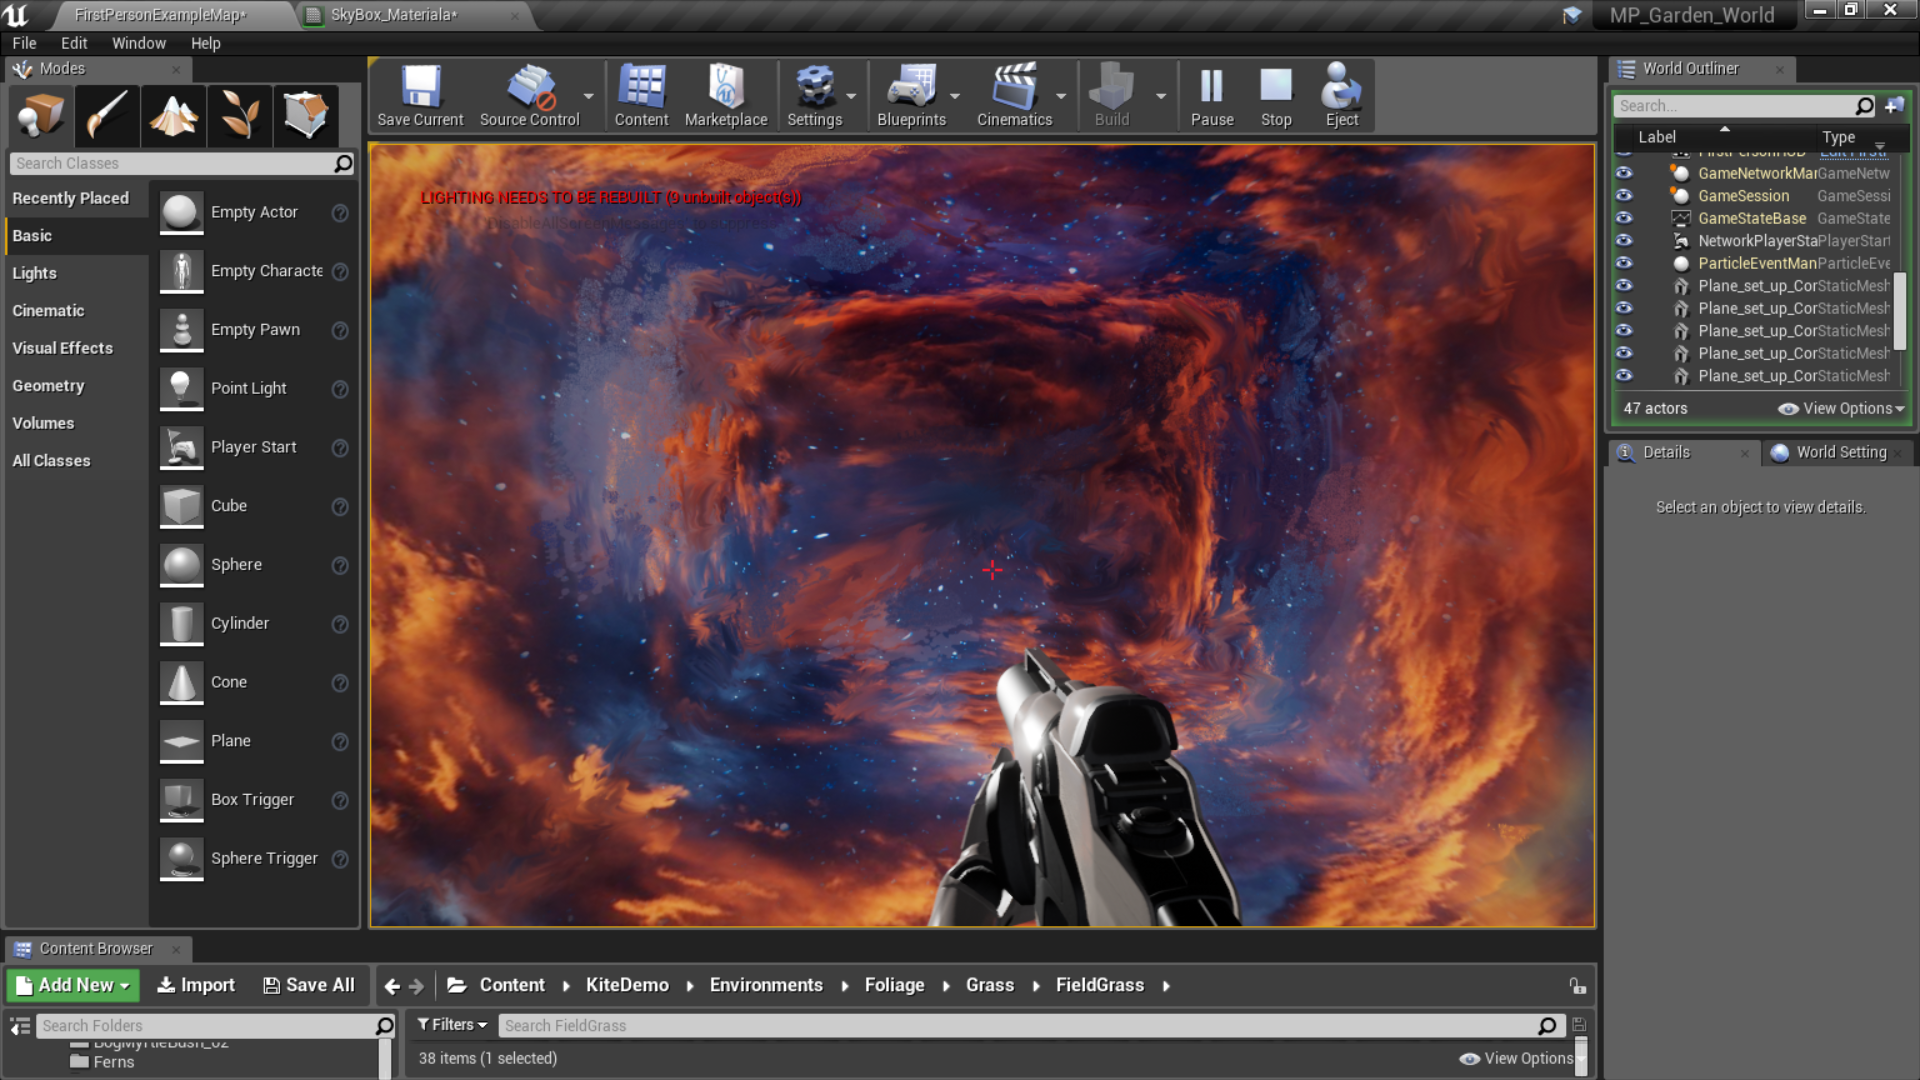 FirstPersonExampleMap*
SkyBox_Materiala*
MP_Garden_World
File Edit Window Help
Modes
Save Current
Source Control
Content
Marketplace
Settings
Blueprints
Cinematics
Build
Pause
Stop
Eject
Search Classes
Recently Placed
Basic
Lights
Cinematic
Visual Effects
Geometry
Volumes
All Classes
Empty Actor
Empty Characte
Empty Pawn
Point Light
Player Start
Cube
Sphere
Cylinder
Cone
Plane
Box Trigger
Sphere Trigger
LIGHTING NEEDS TO BE REBUILT (9 unbuilt object(s))
World Outliner
Search...
Label Type
GameNetworkMar GameNetw
GameSession GameSessi
GameStateBase GameState
NetworkPlayerSta PlayerStart
ParticleEventMan ParticleEve
Plane_set_up_Cor StaticMesh
Plane_set_up_Cor StaticMesh
Plane_set_up_Cor StaticMesh
Plane_set_up_Cor StaticMesh
Plane_set_up_Cor StaticMesh
47 actors View Options
Details
World Setting
Select an object to view details.
Content Browser
Add New Import Save All
Content KiteDemo Environments Foliage Grass FieldGrass
Search Folders
Filters
Search FieldGrass
Ferns
38 items (1 selected)
View Options